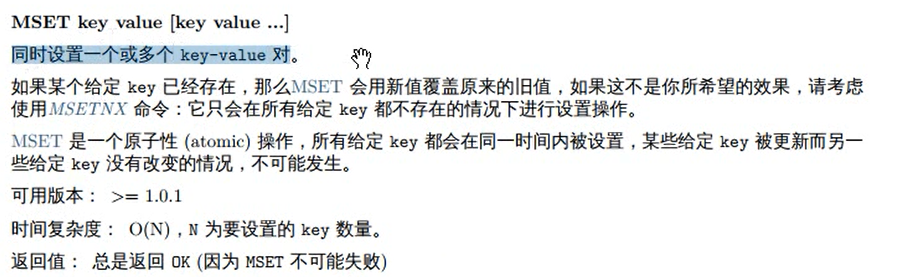 MSET key value [key value ...]
同时设置一个或多个 key-value 对。
如果某个给定 key 已经存在，那么MSET 会用新值覆盖原来的旧值，如果这不是你所希望的效果，请考虑
使用MSETNX 命令：它只会在所有给定 key 都不存在的情况下进行设置操作。
MSET 是一个原子性 (atomic) 操作，所有给定 key 都会在同一时间内被设置，某些给定 key 被更新而另一
些给定 key 没有改变的情况，不可能发生。
可用版本： >= 1.0.1
时间复杂度： O(N)，N 为要设置的 key 数量。
返回值： 总是返回 OK (因为 MSET 不可能失败)